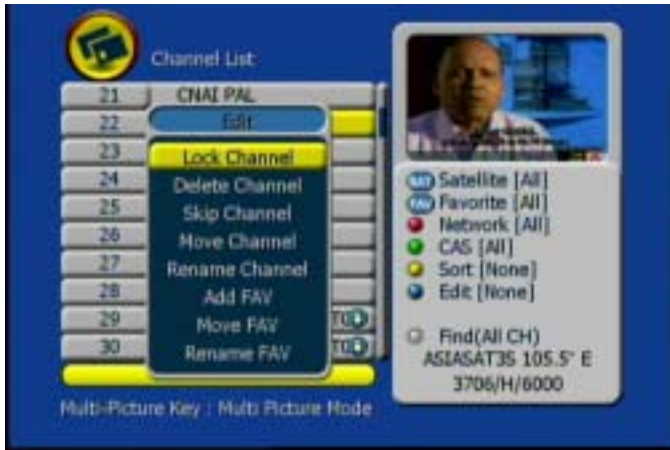 Channel List
21 CNAI PAL
22
Edit
23
Lock Channel
24
Delete Channel
25
Skip Channel
26
Move Channel
27
Rename Channel
28
Add FAV
29
Move FAV
30
Rename FAV
Multi-Picture Key : Multi Picture Mode
SAT Satellite [All]
FAV Favorite [All]
Network [All]
CAS [All]
Sort [None]
Edit [None]
Find(All CH)
ASIASAT3S 105.5° E
3706/H/6000